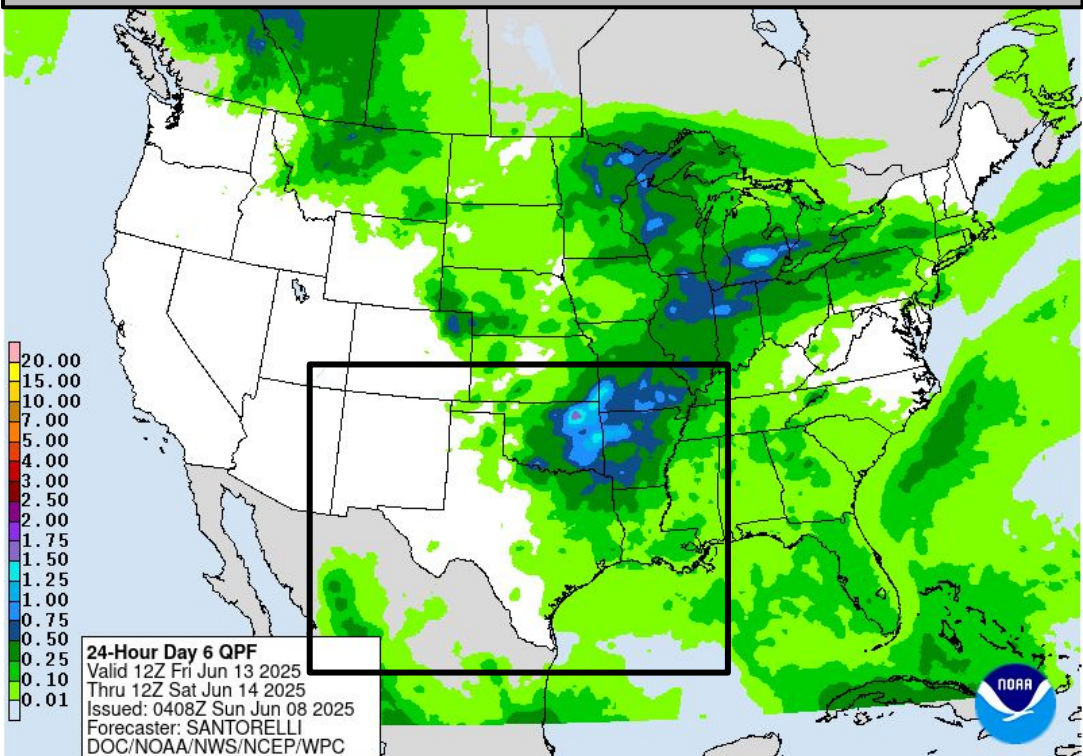 20.00
15.00
10.00
7.00
5.00
4.00
3.00
2.50
2.00
1.75
1.50
1.25
1.00
0.75
0.50
0.25
0.10
0.01
24-Hour Day 6 QPF
Valid 12Z Fri Jun 13 2025
Thru 12Z Sat Jun 14 2025
Issued: 0408Z Sun Jun 08 2025
Forecaster: SANTORELLI
DOC/NOAA/NWS/NCEP/WPC
NOAA